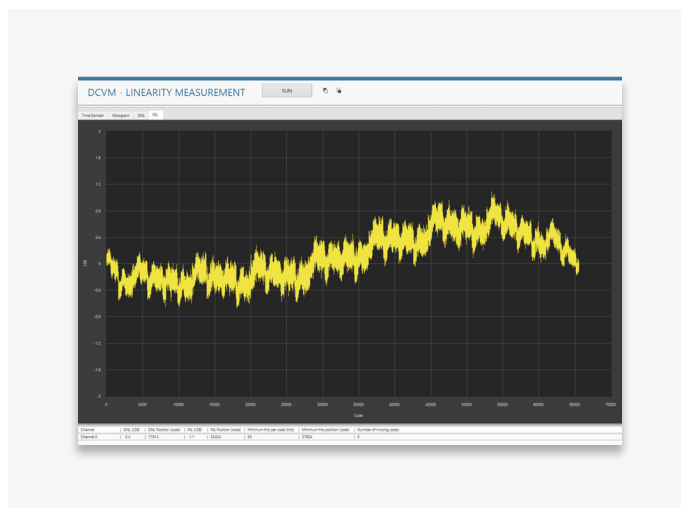 DCVM - LINEARITY MEASUREMENT RUN
Time Domain Histogram DNL INL
2
1.6
1.2
0.8
0.4
0
-0.4
-0.8
-1.2
-1.6
-2
LSB
0 5000 10000 15000 20000 25000 30000 35000 40000 45000 50000 55000 60000 65000 70000
Code
Channel | DNL (LSB) | DNL Position (code) | INL (LSB) | INL Position (code) | Minimum hits per code (hits) | Minimum hits position (code) | Number of missing codes
Channel 0 | 0.4 | | 1.1 | | 50 | | 0